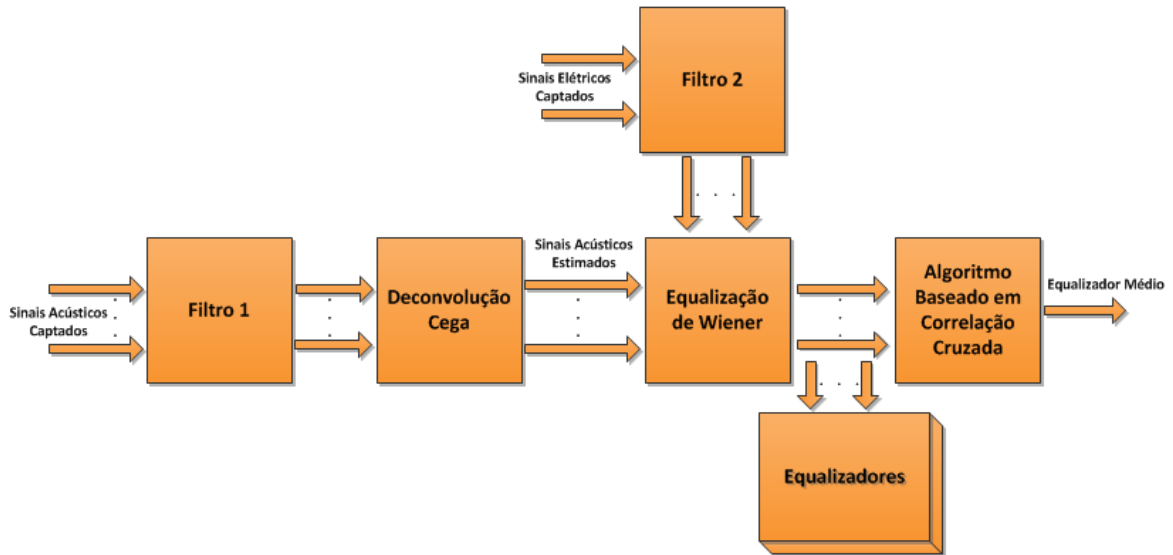 Sinais Elétricos
Captados
Filtro 2
Sinais Acústicos
Captados
Filtro 1
Deconvolução
Cega
Sinais Acústicos
Estimados
Equalização
de Wiener
Algoritmo
Baseado em
Correlação
Cruzada
Equalizador Médio
Equalizadores